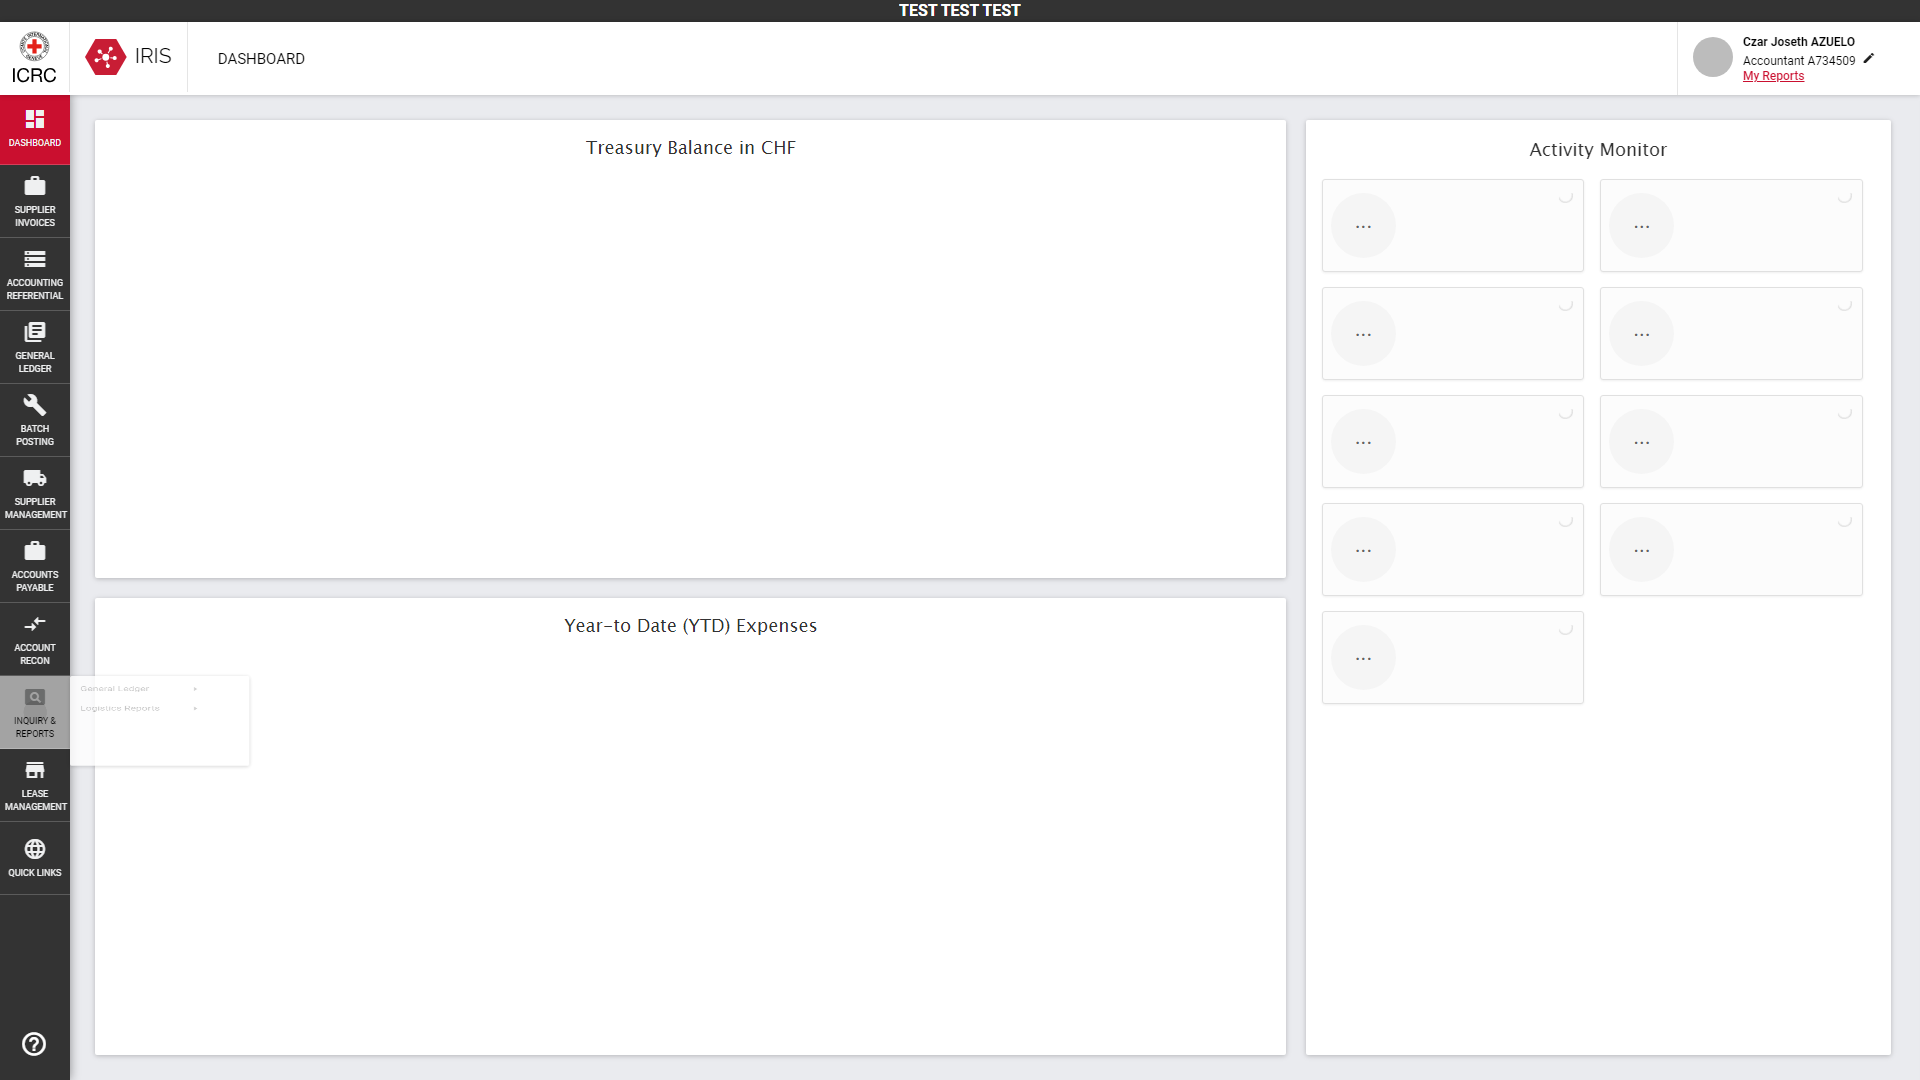 TEST TEST TEST
ICRC
IRIS
DASHBOARD
Czar Joseth AZUELO
Accountant A734509
My Reports
DASHBOARD
SUPPLIER
INVOICES
ACCOUNTING
REFERENTIAL
GENERAL
LEDGER
BATCH
POSTING
SUPPLIER
MANAGEMENT
ACCOUNTS
PAYABLE
ACCOUNT
RECON
INQUIRY &
REPORTS
LEASE
MANAGEMENT
QUICK LINKS
General Ledger
Logistics Reports
Treasury Balance in CHF
Year-to Date (YTD) Expenses
Activity Monitor
...
...
...
...
...
...
...
...
...